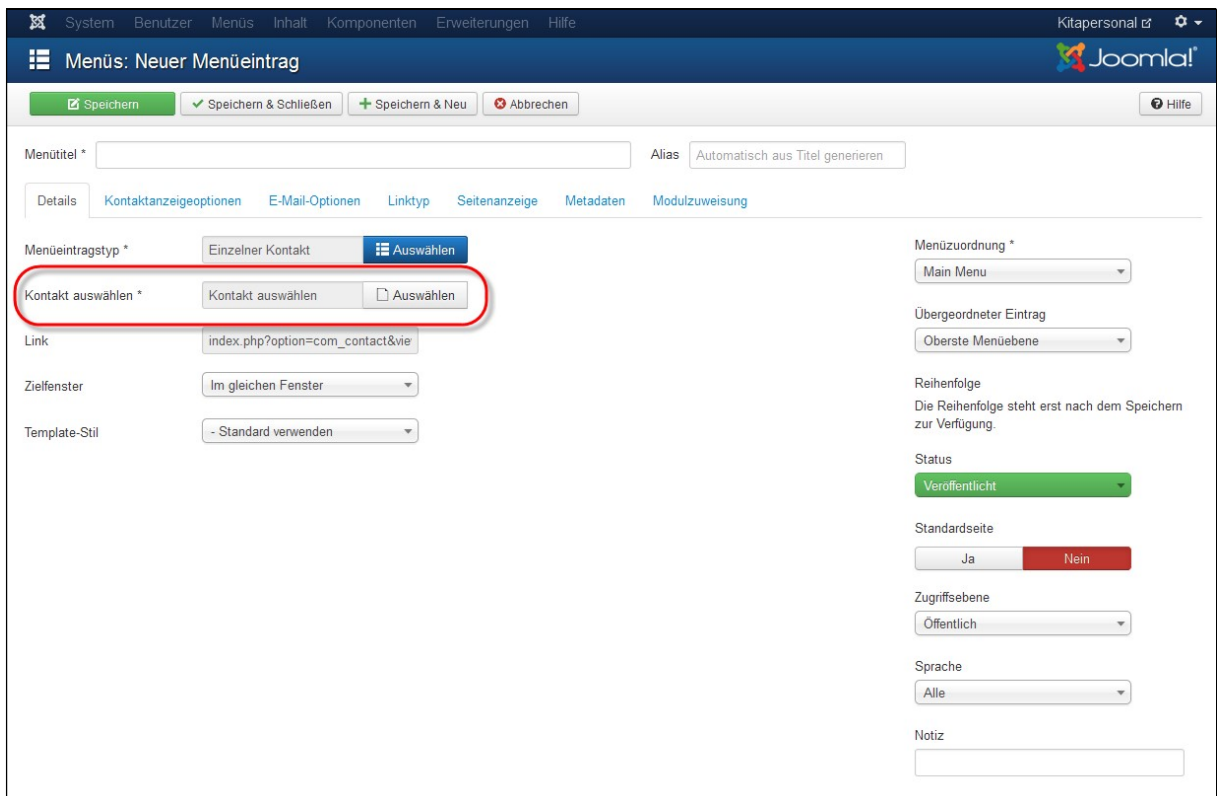 System Benutzer Menüs Inhalt Komponenten Erweiterungen Hilfe Kitapersonal
Menüs: Neuer Menüeintrag Joomla!®
Speichern Speichern & Schließen Speichern & Neu Abbrechen Hilfe
Menütitel * Alias Automatisch aus Titel generieren
Details Kontaktanzeigeoptionen E-Mail-Optionen Linktyp Seitenanzeige Metadaten Modulzuweisung
Menüeintragstyp * Einzelner Kontakt Auswählen
Kontakt auswählen * Kontakt auswählen Auswählen
Link index.php?option=com_contact&vie
Zielfenster Im gleichen Fenster
Template-Stil - Standard verwenden
Menüzuordnung *
Main Menu
Übergeordneter Eintrag
Oberste Menüebene
Reihenfolge
Die Reihenfolge steht erst nach dem Speichern
zur Verfügung.
Status
Veröffentlicht
Standardseite
Ja Nein
Zugriffsebene
Öffentlich
Sprache
Alle
Notiz